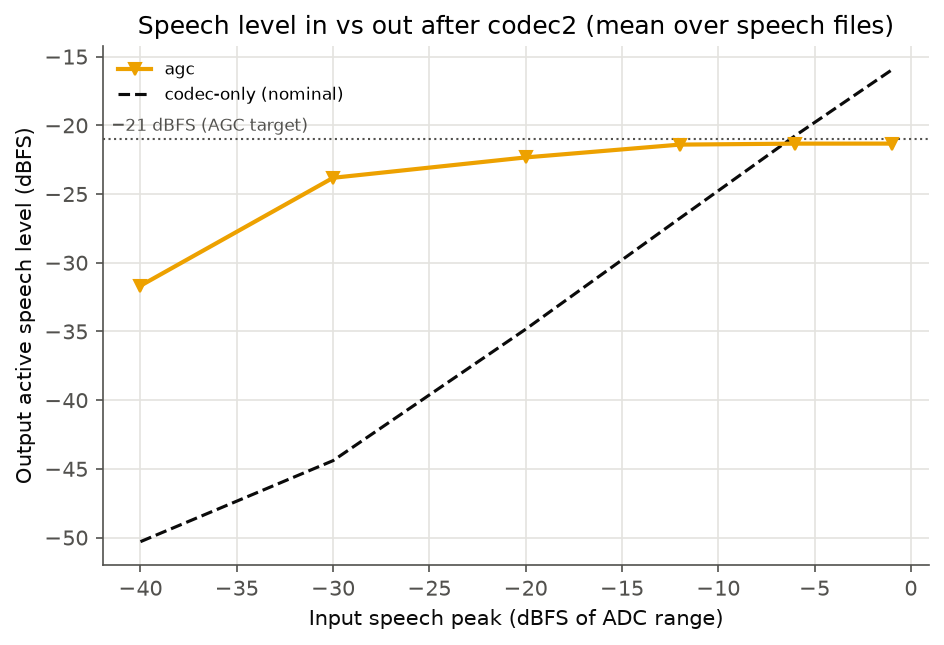 Speech level in vs out after codec2 (mean over speech files)
agc
codec-only (nominal)
−21 dBFS (AGC target)
Output active speech level (dBFS)
−15
−20
−25
−30
−35
−40
−45
−50
−40 −35 −30 −25 −20 −15 −10 −5 0
Input speech peak (dBFS of ADC range)